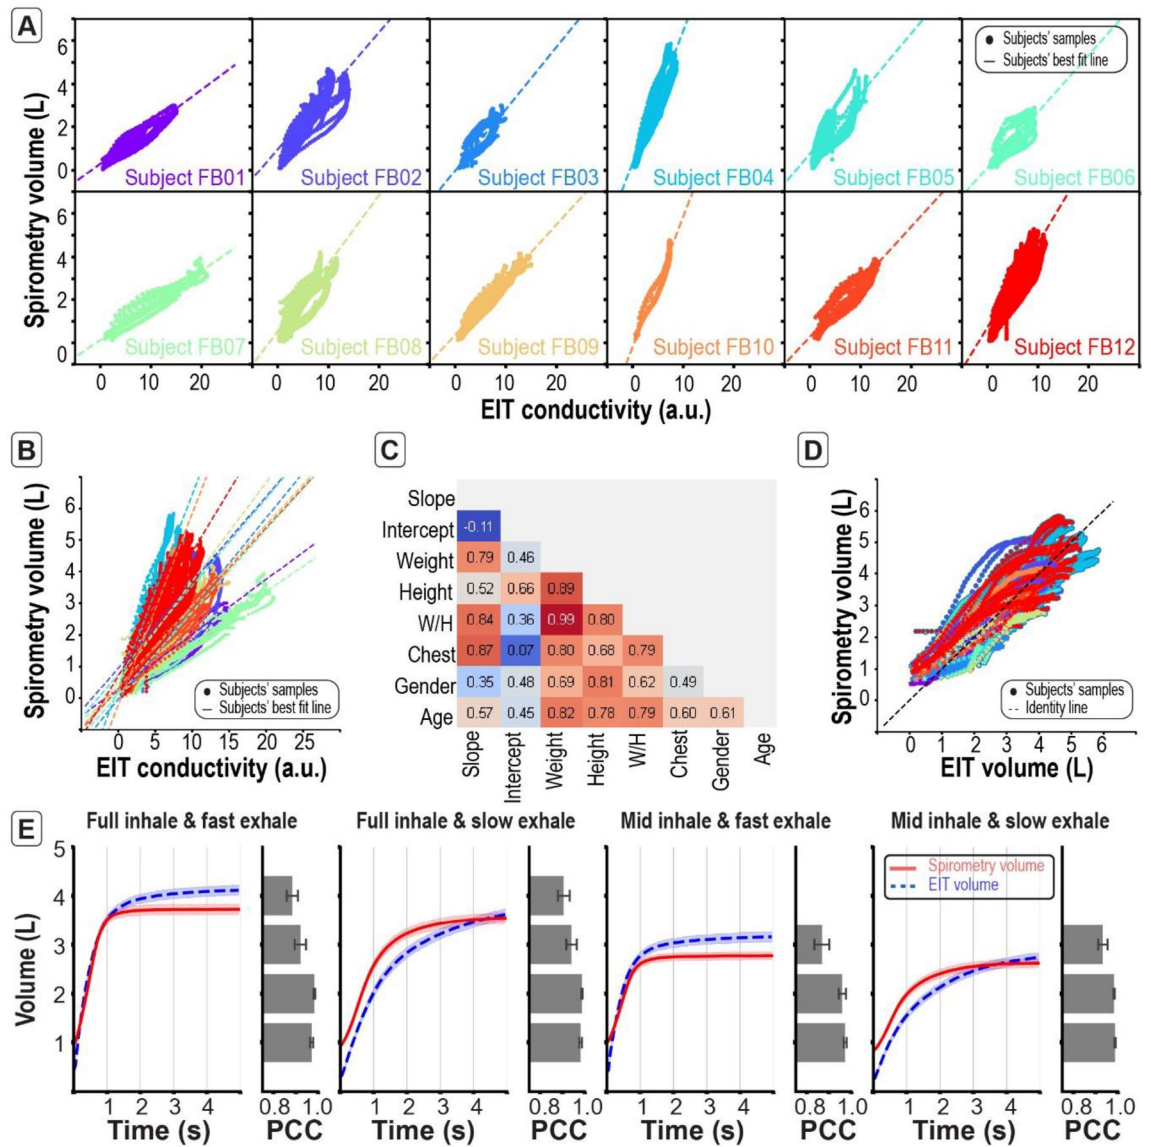 A
Spirometry volume (L)
6
4
2
0
6
4
2
0
Subjects' samples
Subjects' best fit line
Subject FB01
Subject FB02
Subject FB03
Subject FB04
Subject FB05
Subject FB06
Subject FB07
Subject FB08
Subject FB09
Subject FB10
Subject FB11
Subject FB12
0 10 20 0 10 20 0 10 20 0 10 20 0 10 20 0 10 20
EIT conductivity (a.u.)
B
Spirometry volume (L)
6
5
4
3
2
1
0
Subjects' samples
Subjects' best fit line
0 5 10 15 20 25
EIT conductivity (a.u.)
C
Slope
Intercept -0.11
Weight 0.79 0.46
Height 0.52 0.66 0.89
W/H 0.84 0.36 0.99 0.80
Chest 0.87 0.07 0.80 0.68 0.79
Gender 0.35 0.48 0.69 0.81 0.62 0.49
Age 0.57 0.45 0.82 0.78 0.79 0.60 0.61
Slope Intercept Weight Height W/H Chest Gender Age
D
Spirometry volume (L)
6
5
4
3
2
1
0
Subjects' samples
Identity line
0 1 2 3 4 5 6
EIT volume (L)
E
Full inhale & fast exhale
Full inhale & slow exhale
Mid inhale & fast exhale
Mid inhale & slow exhale
Volume (L)
5
4
3
2
1
Spirometry volume
EIT volume
1 2 3 4 0.8 1.0 1 2 3 4 0.8 1.0 1 2 3 4 0.8 1.0 1 2 3 4 0.8 1.0
Time (s) PCC Time (s) PCC Time (s) PCC Time (s) PCC